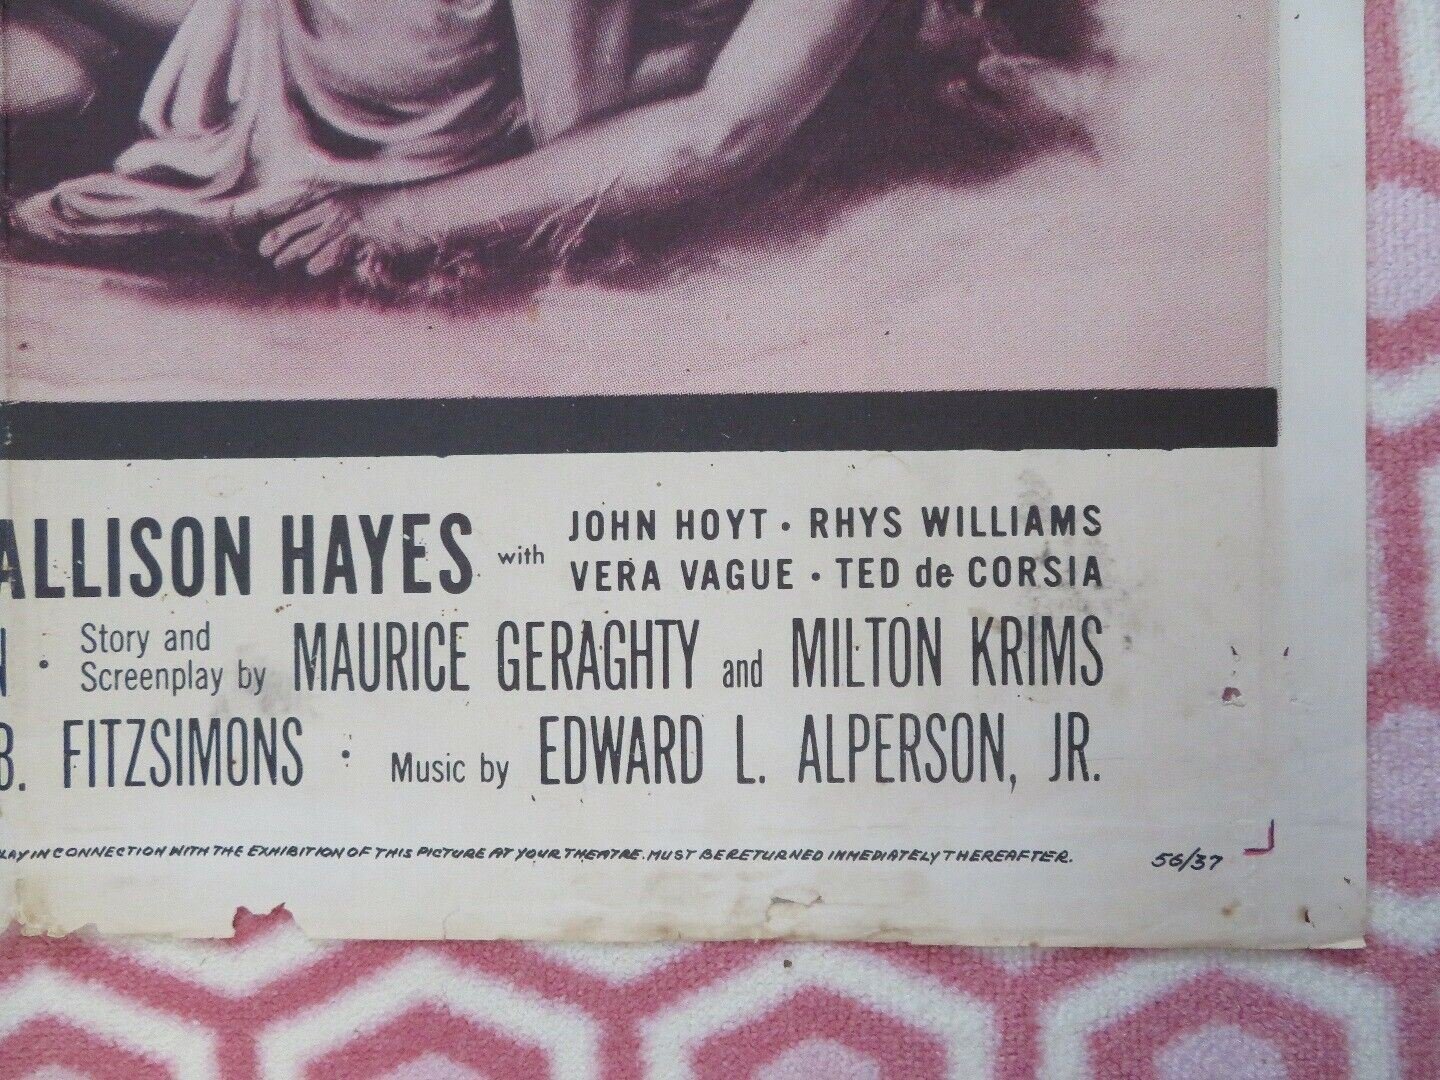 ALLISON HAYES with JOHN HOYT • RHYS WILLIAMS
VERA VAGUE • TED de CORSIA
N • Story and Screenplay by MAURICE GERAGHTY and MILTON KRIMS
B. FITZSIMONS • Music by EDWARD L. ALPERSON, JR.
LAY IN CONNECTION WITH THE EXHIBITION OF THIS PICTURE AT YOUR THEATRE. MUST BE RETURNED IMMEDIATELY THEREAFTER. 56/37